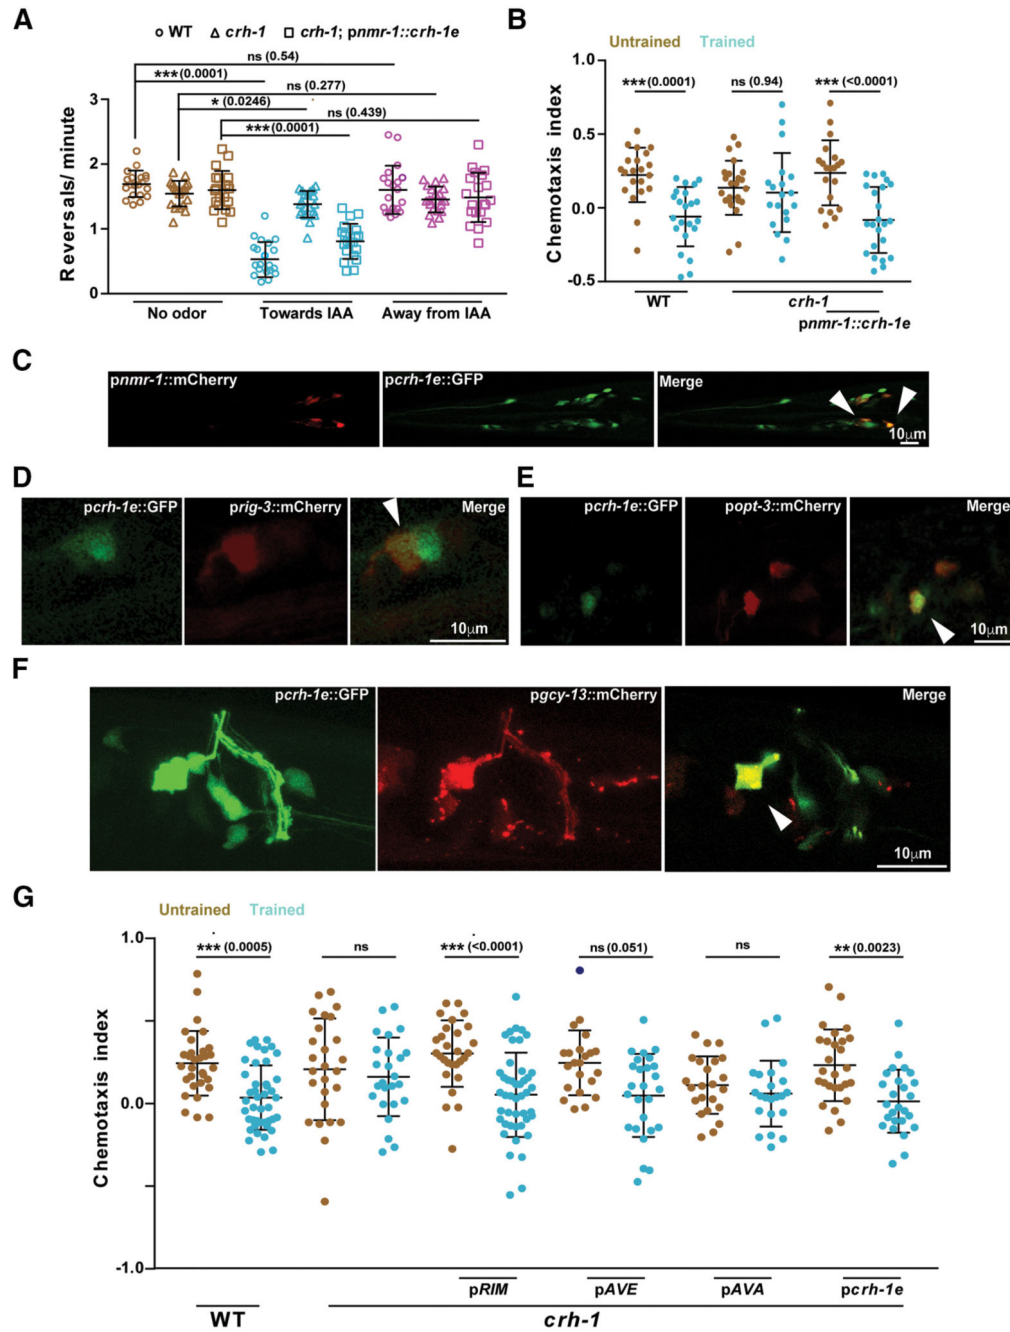 A
○ WT △ crh-1 □ crh-1; pnmr-1::crh-1e
ns (0.54)
***(0.0001)
ns (0.277)
* (0.0246)
ns (0.439)
***(0.0001)
Reversals/ minute
3
2
1
0
No odor Towards IAA Away from IAA
B
Untrained Trained
***(0.0001) ns (0.94) *** (<0.0001)
Chemotaxis index
1.0
0.5
0.0
-0.5
WT crh-1
pnmr-1::crh-1e
C
pnmr-1::mCherry pcrh-1e::GFP Merge
10μm
D
pcrh-1e::GFP prig-3::mCherry Merge
10μm
E
pcrh-1e::GFP popt-3::mCherry Merge
10μm
F
pcrh-1e::GFP pgcy-13::mCherry Merge
10μm
G
Untrained Trained
*** (0.0005) ns *** (<0.0001) ns (0.051) ns ** (0.0023)
Chemotaxis index
1.0
0.0
-1.0
pRIM pAVE pAVA pcrh-1e
WT crh-1